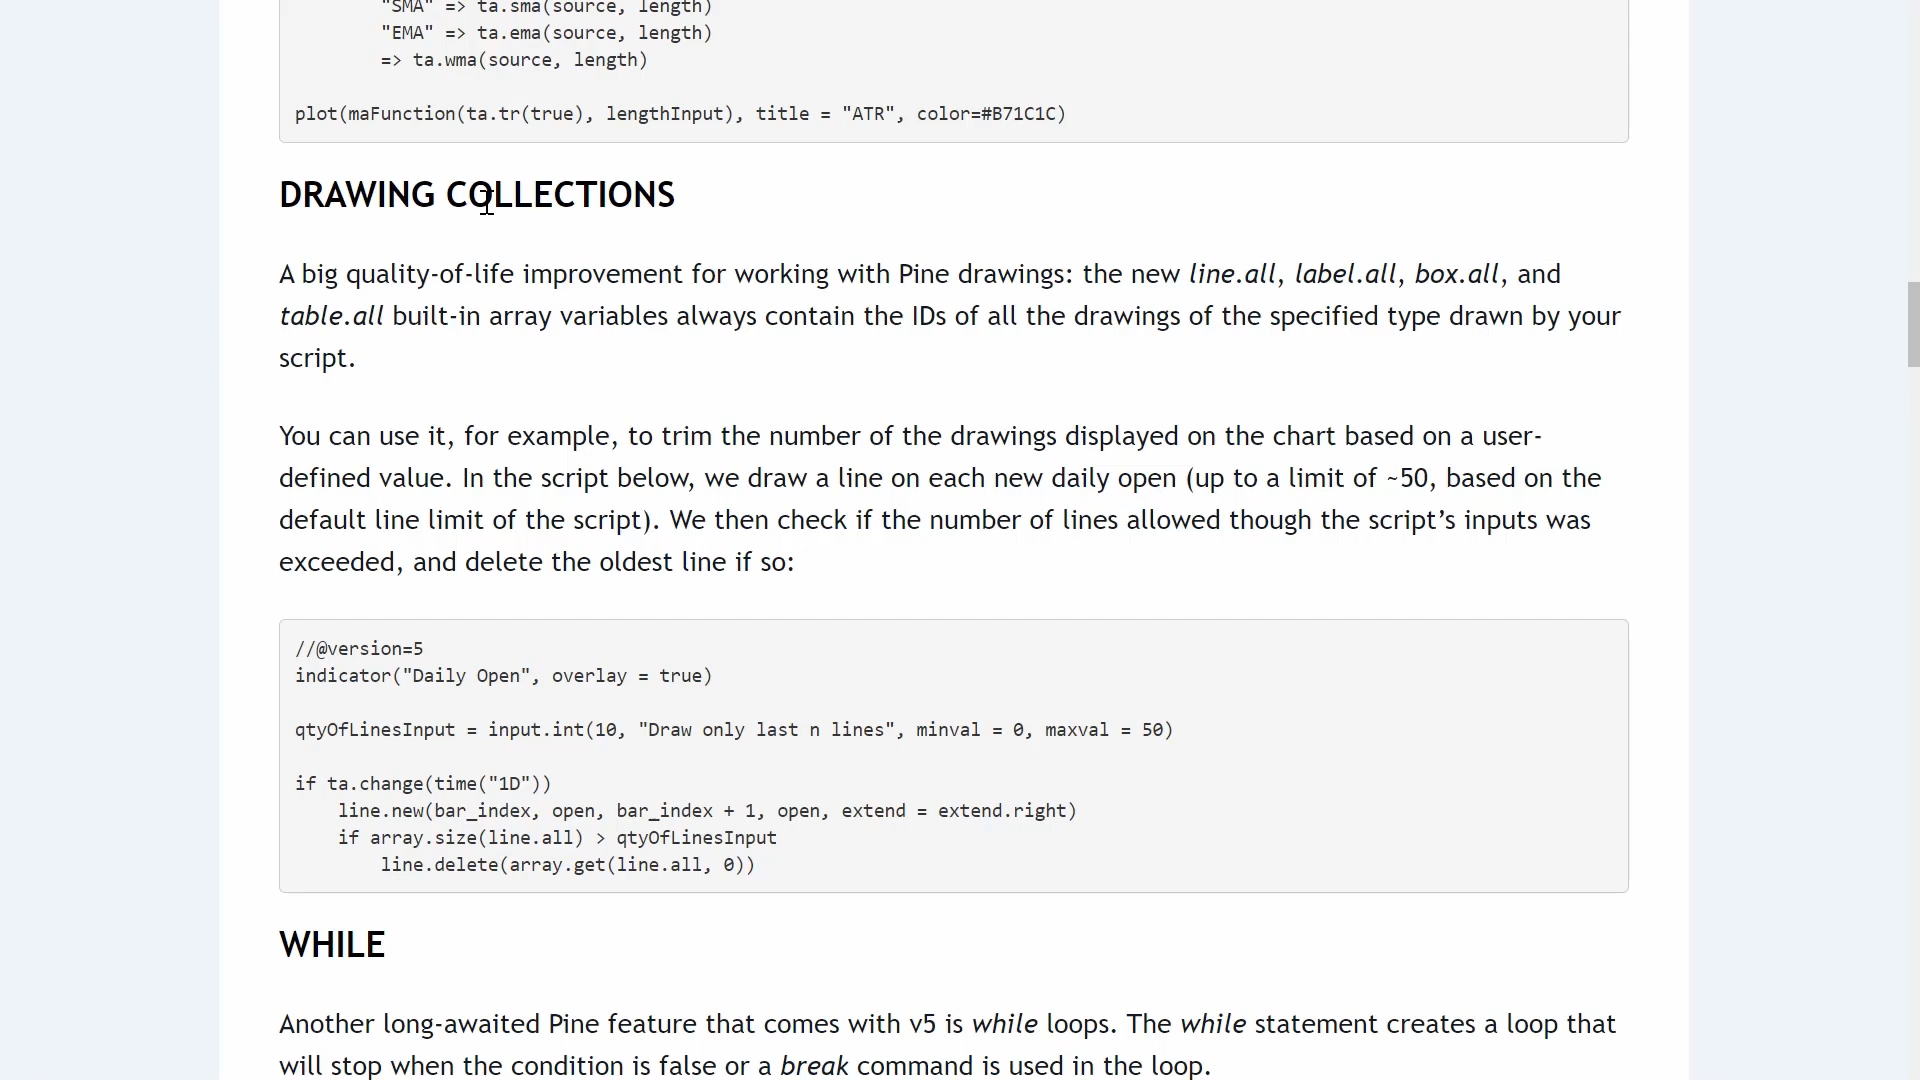 "SMA" => ta.sma(source, length)
"EMA" => ta.ema(source, length)
=> ta.wma(source, length)
plot(maFunction(ta.tr(true), lengthInput), title = "ATR", color=#B71C1C)
DRAWING COLLECTIONS
A big quality-of-life improvement for working with Pine drawings: the new line.all, label.all, box.all, and
table.all built-in array variables always contain the IDs of all the drawings of the specified type drawn by your
script.
You can use it, for example, to trim the number of the drawings displayed on the chart based on a user-
defined value. In the script below, we draw a line on each new daily open (up to a limit of ~50, based on the
default line limit of the script). We then check if the number of lines allowed though the script’s inputs was
exceeded, and delete the oldest line if so:
//@version=5
indicator("Daily Open", overlay = true)
qtyOfLinesInput = input.int(10, "Draw only last n lines", minval = 0, maxval = 50)
if ta.change(time("1D"))
    line.new(bar_index, open, bar_index + 1, open, extend = extend.right)
    if array.size(line.all) > qtyOfLinesInput
        line.delete(array.get(line.all, 0))
WHILE
Another long-awaited Pine feature that comes with v5 is while loops. The while statement creates a loop that
will stop when the condition is false or a break command is used in the loop.